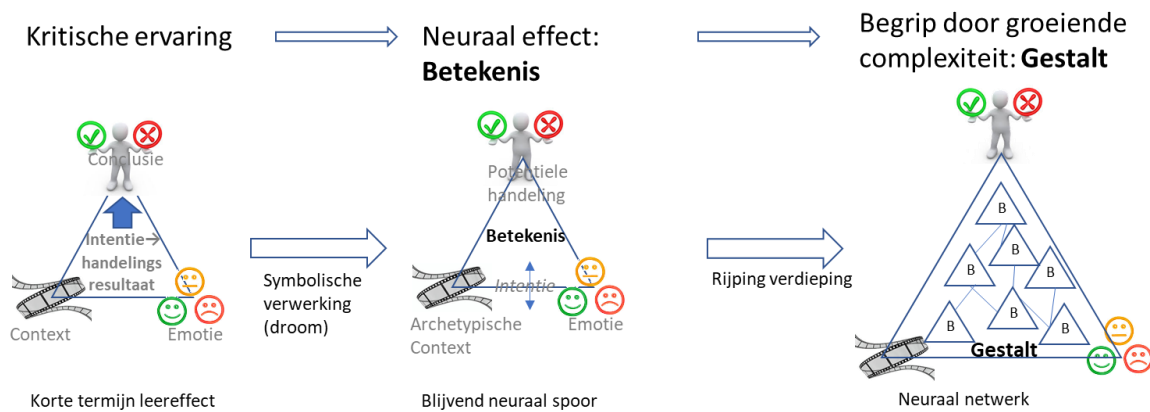 Kritische ervaring
Neuraal effect:
Betekenis
Begrip door groeiende
complexiteit: Gestalt
Conclusie
Intentie→
handelings
resultaat
Context
Emotie
Symbolische
verwerking
(droom)
Potentiele
handeling
Betekenis
Intentie
Archetypische
Context
Emotie
Rijping verdieping
B
B
B
B
B
B
B
Gestalt
Korte termijn leereffect
Blijvend neuraal spoor
Neuraal netwerk